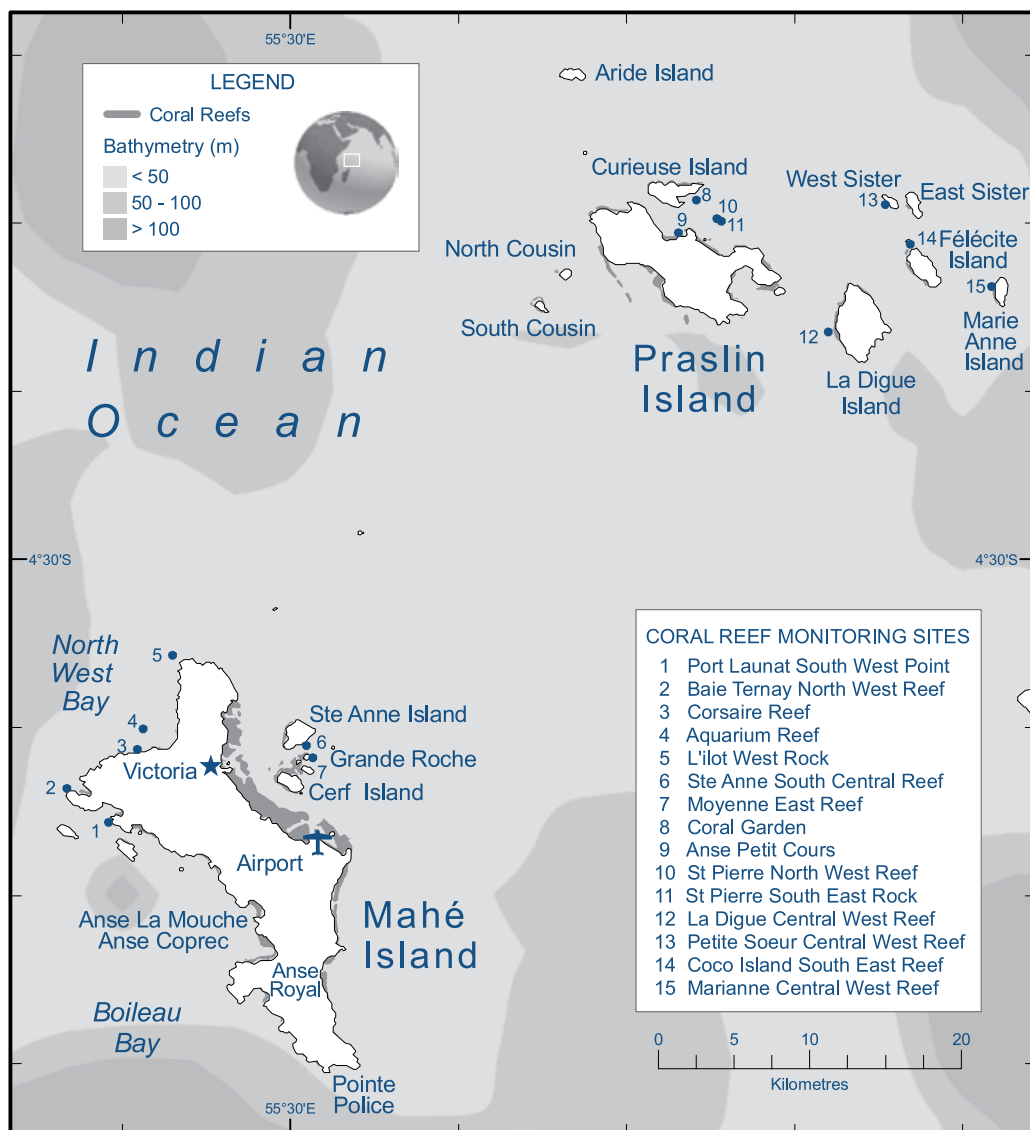 55°30'E
LEGEND
Coral Reefs
Bathymetry (m)
< 50
50 - 100
> 100
Aride Island
Curieuse Island
8
10
11
9
West Sister
East Sister
13
14 Félécite
Island
15
Marie
Anne
Island
North Cousin
South Cousin
12
La Digue
Island
Praslin
Island
Indian
Ocean
4°30'S
4°30'S
North
West
Bay
5
4
3
2
1
Ste Anne Island
6
Grande Roche
7
Cerf Island
Victoria
Airport
Anse La Mouche
Anse Coprec
Mahé
Island
Anse
Royal
Boileau
Bay
Pointe
Police
55°30'E
CORAL REEF MONITORING SITES
1 Port Launat South West Point
2 Baie Ternay North West Reef
3 Corsaire Reef
4 Aquarium Reef
5 L'ilot West Rock
6 Ste Anne South Central Reef
7 Moyenne East Reef
8 Coral Garden
9 Anse Petit Cours
10 St Pierre North West Reef
11 St Pierre South East Rock
12 La Digue Central West Reef
13 Petite Soeur Central West Reef
14 Coco Island South East Reef
15 Marianne Central West Reef
0 5 10 20
Kilometres